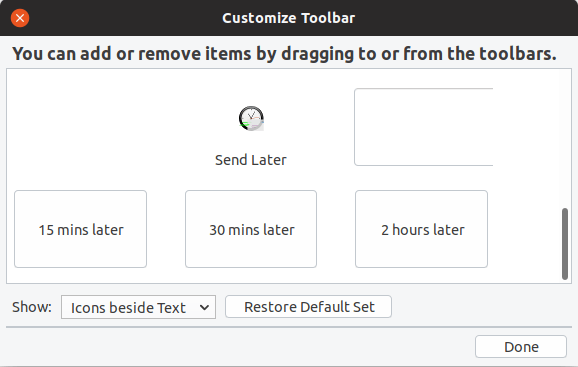 Customize Toolbar
You can add or remove items by dragging to or from the toolbars.
Send Later
15 mins later
30 mins later
2 hours later
Show:
Icons beside Text
Restore Default Set
Done